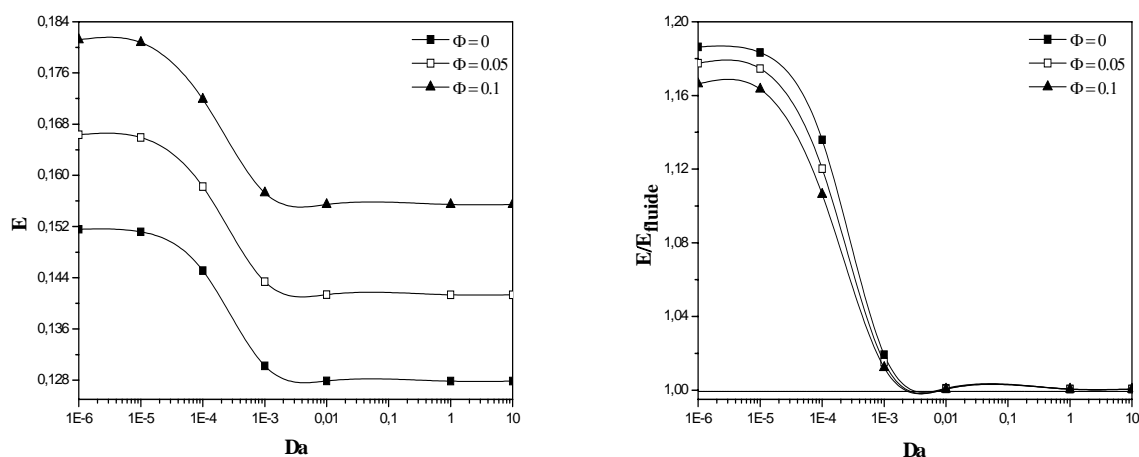 0,184
0,176
0,168
0,160
0,152
0,144
0,136
0,128
E
1E-6 1E-5 1E-4 1E-3 0,01 0,1 1 10
Da
Φ = 0
Φ = 0.05
Φ = 0.1
1,20
1,16
1,12
1,08
1,04
1,00
E/Efluide
1E-6 1E-5 1E-4 1E-3 0,01 0,1 1 10
Da
Φ = 0
Φ = 0.05
Φ = 0.1